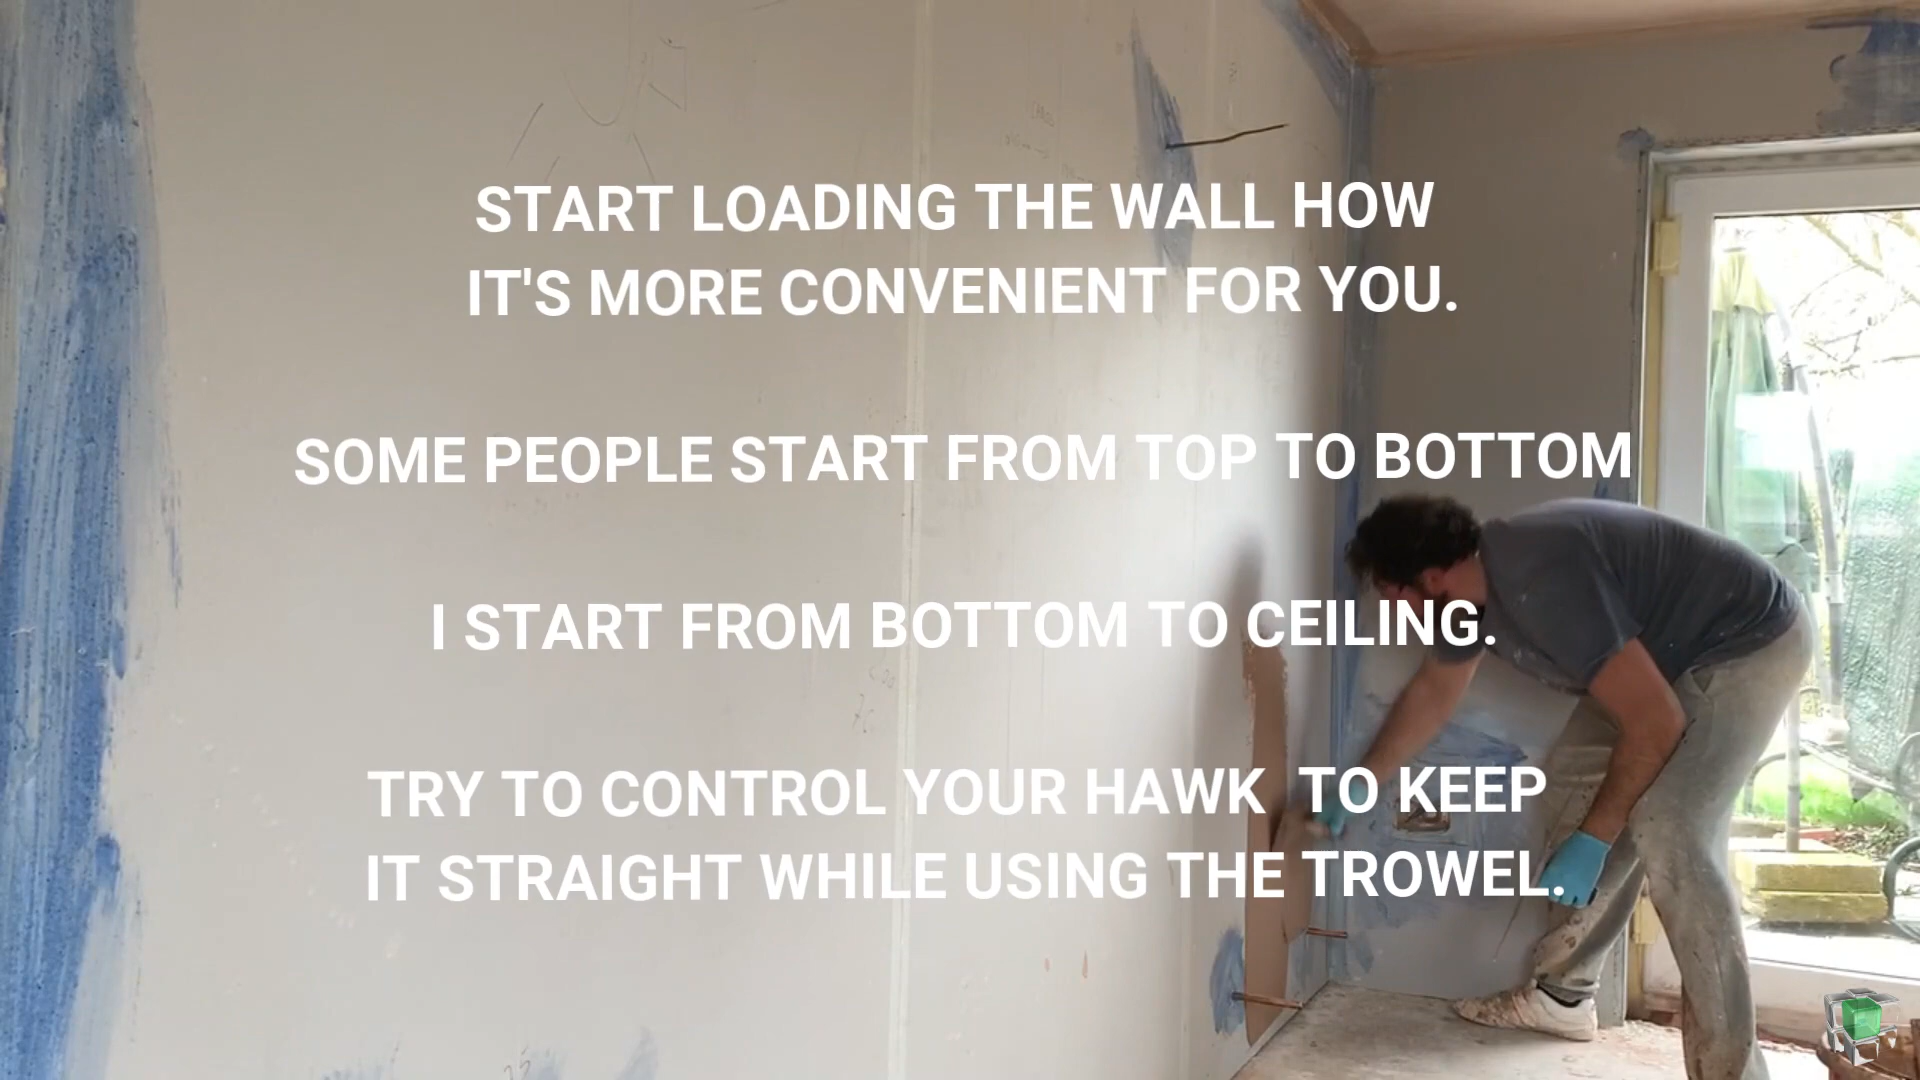 START LOADING THE WALL HOW
IT'S MORE CONVENIENT FOR YOU.
SOME PEOPLE START FROM TOP TO BOTTOM
I START FROM BOTTOM TO CEILING.
TRY TO CONTROL YOUR HAWK TO KEEP
IT STRAIGHT WHILE USING THE TROWEL.